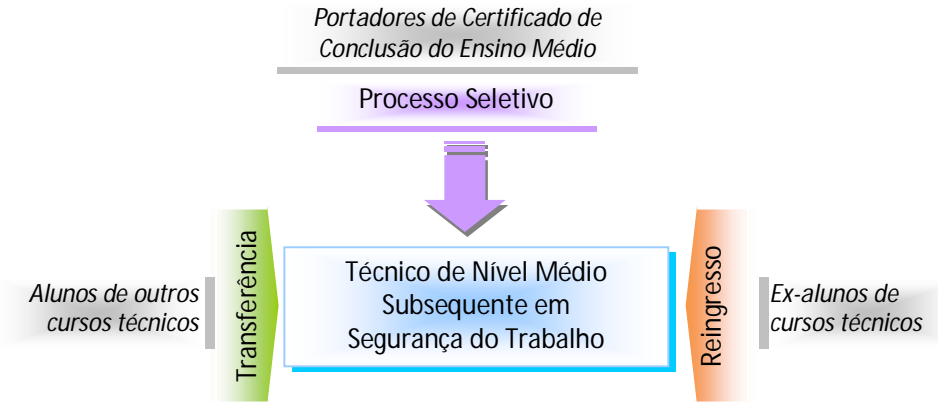 Portadores de Certificado de
Conclusão do Ensino Médio
Processo Seletivo
Alunos de outros
cursos técnicos
Transferência
Técnico de Nível Médio
Subsequente em
Segurança do Trabalho
Reingresso
Ex-alunos de
cursos técnicos